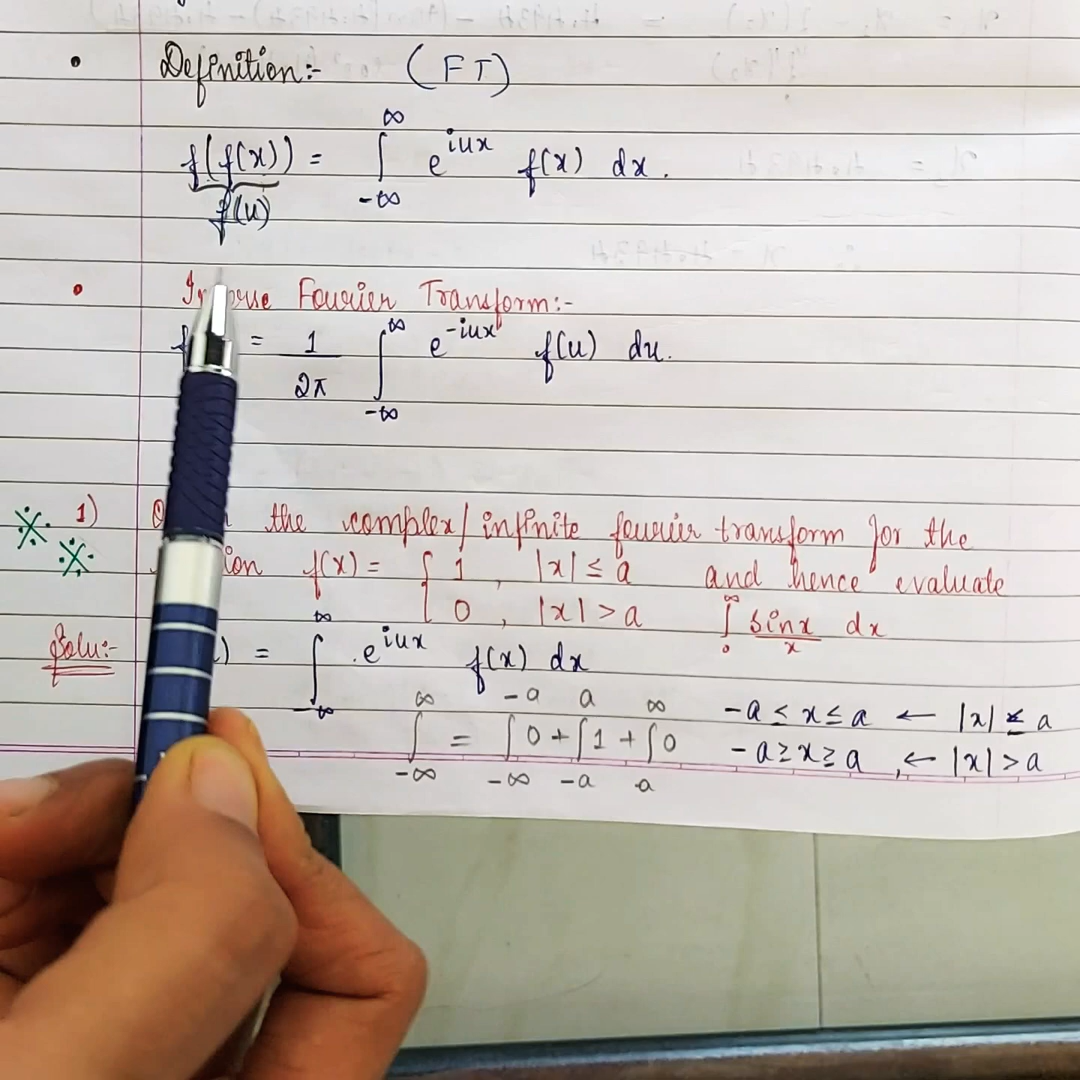 • Definition:- (FT)
f(f(x)) = ∫_{-∞}^{∞} e^{iux} f(x) dx.
f(u)
• Inverse Fourier Transform:-
= 1/2π ∫_{-∞}^{∞} e^{-iux} f(u) du.
1) the complex/infinite fourier transform for the
f(x) = { 1, |x| ≤ a and hence evaluate
0, |x| > a ∫_{0}^{∞} sinx/x dx
Solu:- ) = ∫_{-∞}^{∞} .e^{iux} f(x) dx
∫_{-∞}^{∞} = ∫_{-∞}^{-a} 0 + ∫_{-a}^{a} 1 + ∫_{a}^{∞} 0 -a ≤ x ≤ a ← |x| ≤ a
-a ≥ x ≥ a ,← |x| > a